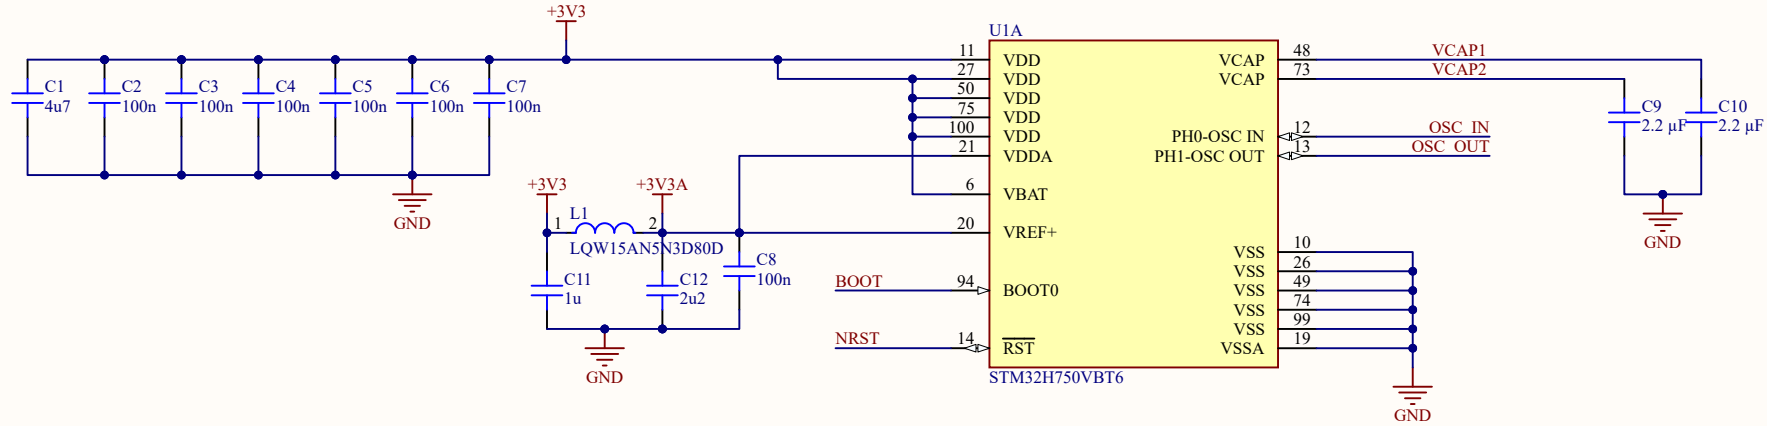 +3V3
U1A
C1
4u7
C2
100n
C3
100n
C4
100n
C5
100n
C6
100n
C7
100n
GND
11 VDD
27 VDD
50 VDD
75 VDD
100 VDD
21 VDDA
6 VBAT
20 VREF+
94 BOOT0
14 RST
BOOT
NRST
VCAP 48 VCAP1
VCAP 73 VCAP2
PH0-OSC IN 12 OSC IN
PH1-OSC OUT 13 OSC OUT
VSS 10
VSS 26
VSS 49
VSS 74
VSS 99
VSSA 19
STM32H750VBT6
GND
C9
2.2 µF
C10
2.2 µF
GND
+3V3
+3V3A
1 L1 2
LQW15AN5N3D80D
C11
1u
C12
2u2
C8
100n
GND